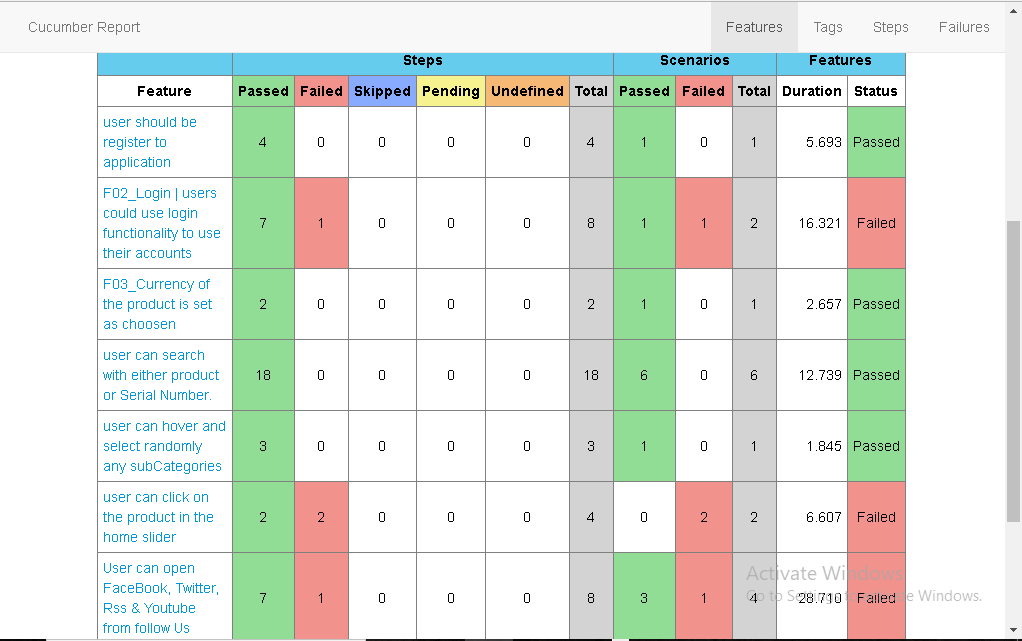 Cucumber Report Features Tags Steps Failures
Steps Scenarios Features
Feature Passed Failed Skipped Pending Undefined Total Passed Failed Total Duration Status
user should be
register to
application
4 0 0 0 0 4 1 0 1 5.693 Passed
F02_Login | users
could use login
functionality to use
their accounts
7 1 0 0 0 8 1 1 2 16.321 Failed
F03_Currency of
the product is set
as choosen
2 0 0 0 0 2 1 0 1 2.657 Passed
user can search
with either product
or Serial Number.
18 0 0 0 0 18 6 0 6 12.739 Passed
user can hover and
select randomly
any subCategories
3 0 0 0 0 3 1 0 1 1.845 Passed
user can click on
the product in the
home slider
2 2 0 0 0 4 0 2 2 6.607 Failed
User can open
FaceBook, Twitter,
Rss & Youtube
from follow Us
7 1 0 0 0 8 3 1 4 28.710 Failed
Activate Windows
Go to Settings to activate Windows.